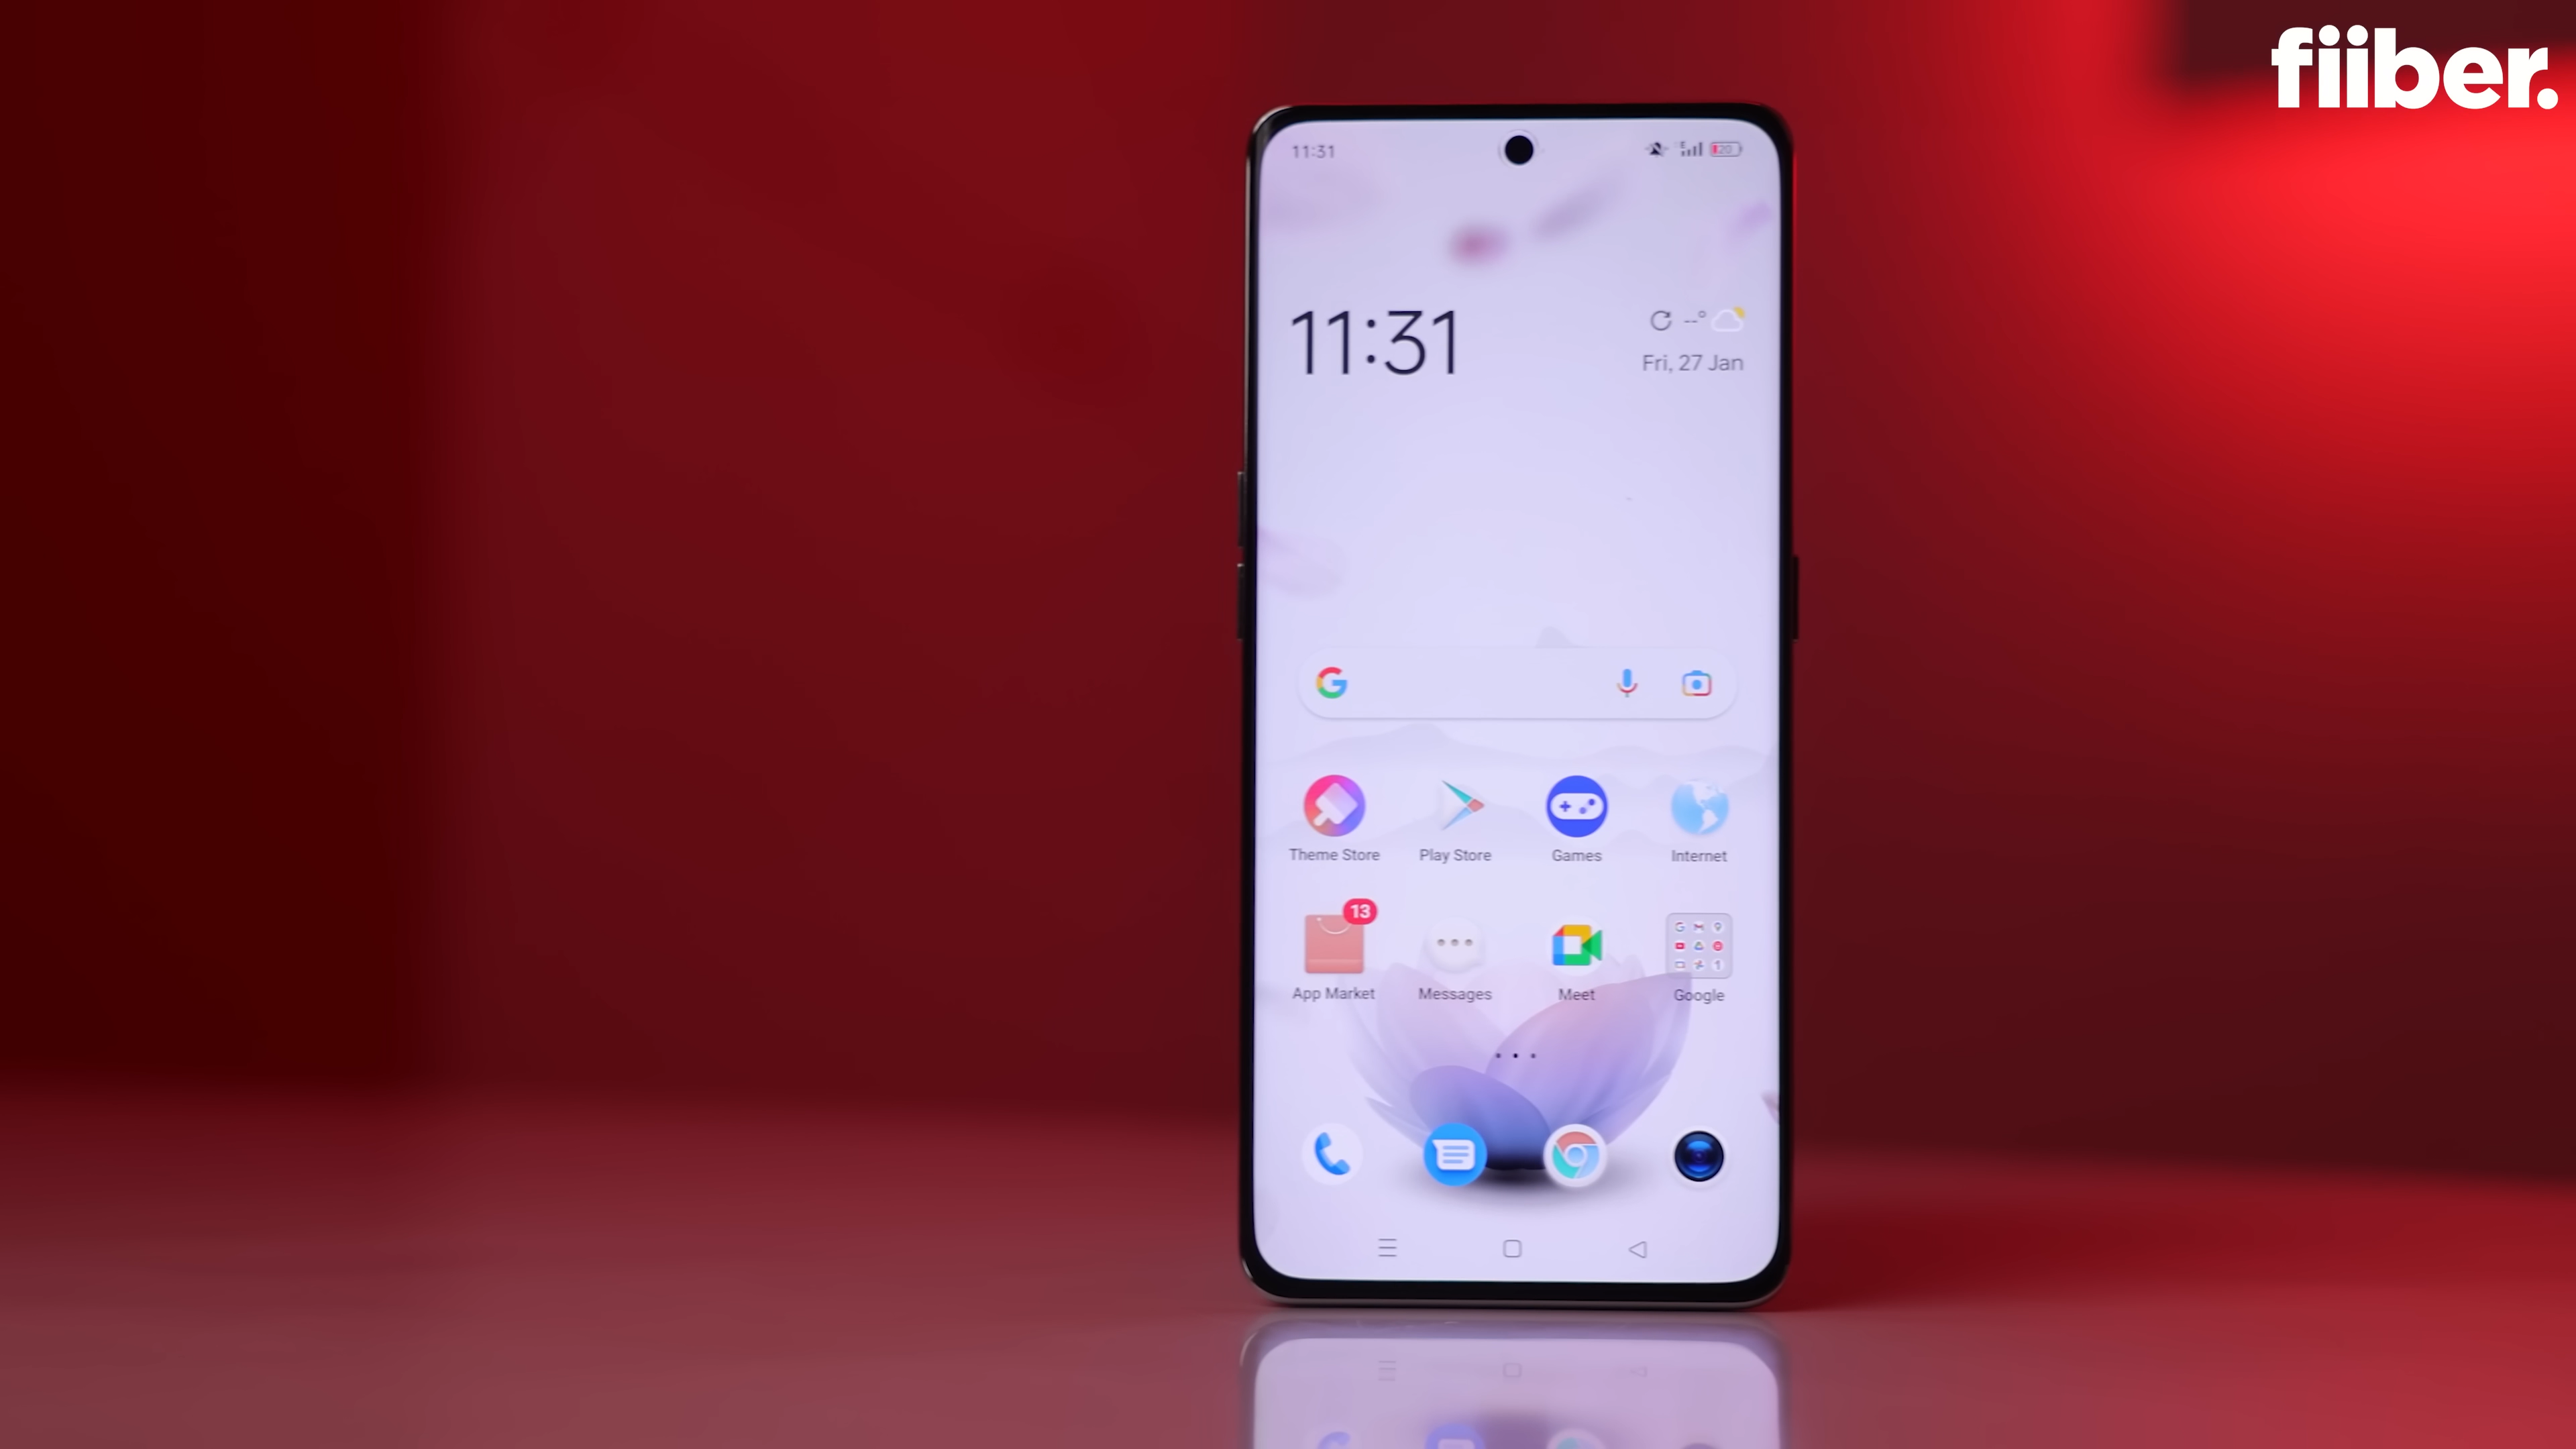 fiiber.
11:31
20
11:31
--°
Fri, 27 Jan
Theme Store
Play Store
Games
Internet
13
App Market
Messages
Meet
Google